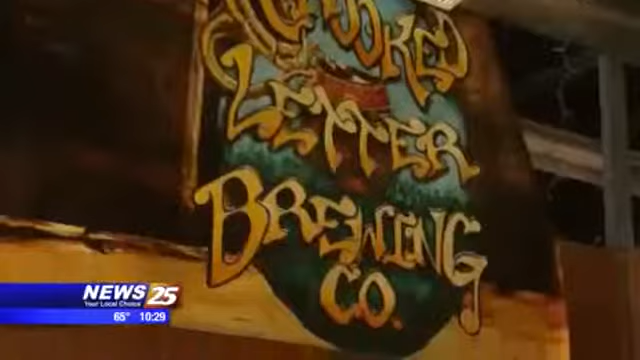 CROOKED
LETTER
BREWING
CO.
NEWS 25
Your Local Choice
65° 10:29